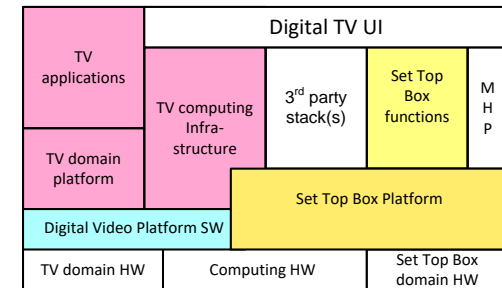 Digital TV UI
TV
applications
TV computing
Infra-
structure
3rd party
stack(s)
Set Top
Box
functions
M
H
P
TV domain
platform
Set Top Box Platform
Digital Video Platform SW
TV domain HW
Computing HW
Set Top Box
domain HW